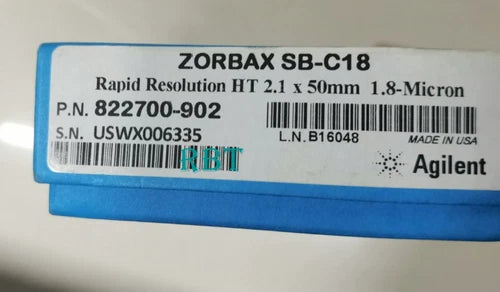 ZORBAX SB-C18
Rapid Resolution HT 2.1 x 50mm 1.8-Micron
P.N. 822700-902
S.N. USWX006335
L.N. B16048
MADE IN USA
RBT
Agilent